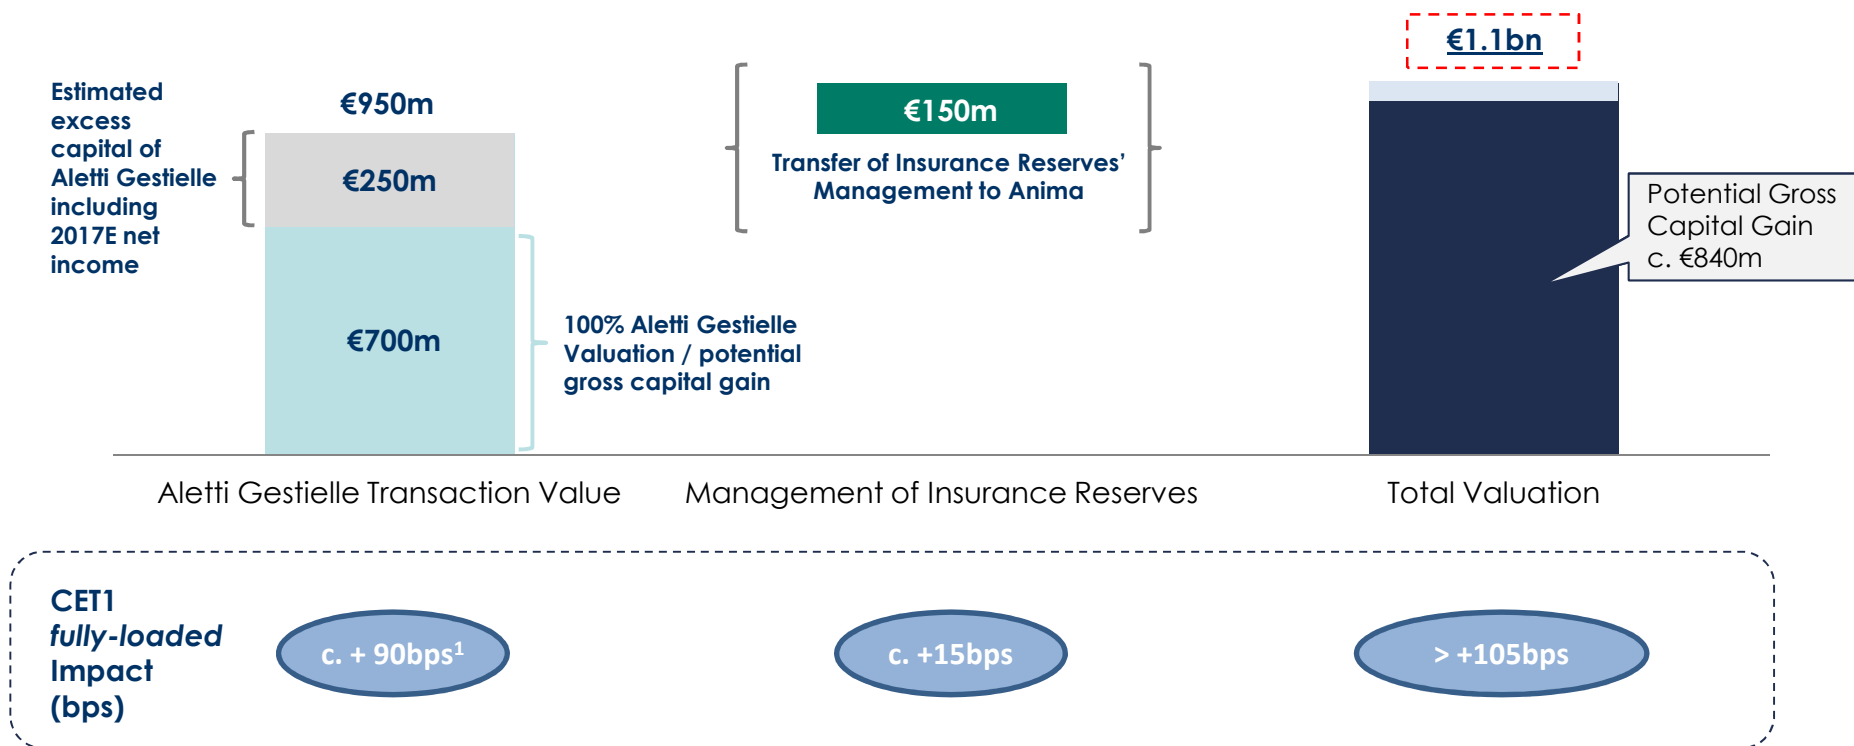 €1.1bn
Estimated
excess
capital of
Aletti Gestielle
including
2017E net
income
€950m
€250m
€700m
100% Aletti Gestielle
Valuation / potential
gross capital gain
€150m
Transfer of Insurance Reserves’
Management to Anima
Potential Gross
Capital Gain
c. €840m
Aletti Gestielle Transaction Value
Management of Insurance Reserves
Total Valuation
CET1
fully-loaded
Impact
(bps)
c. + 90bps¹
c. +15bps
> +105bps